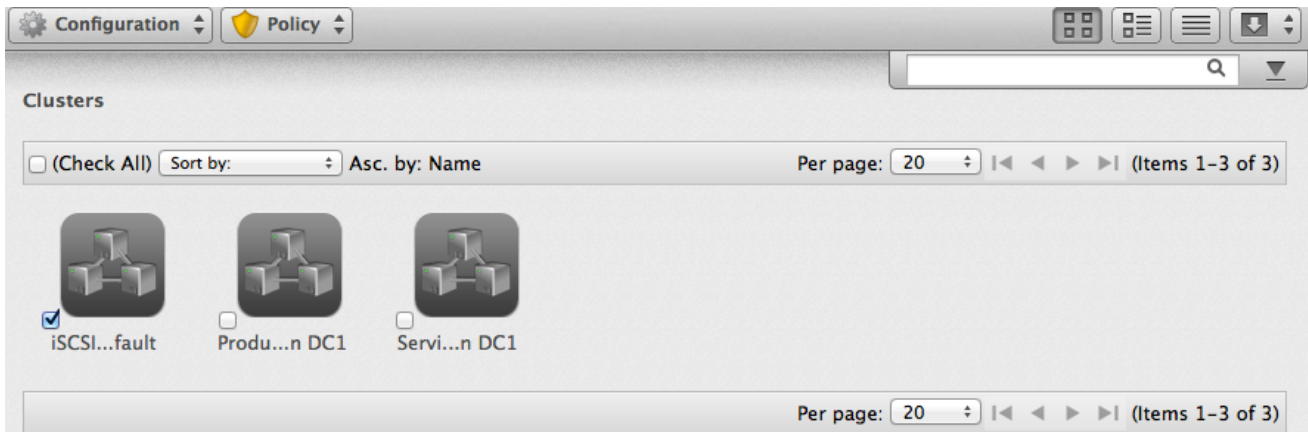 Configuration Policy
Clusters
(Check All) Sort by: Asc. by: Name Per page: 20 (Items 1-3 of 3)
iSCSI...fault Produ...n DC1 Servi...n DC1
Per page: 20 (Items 1-3 of 3)